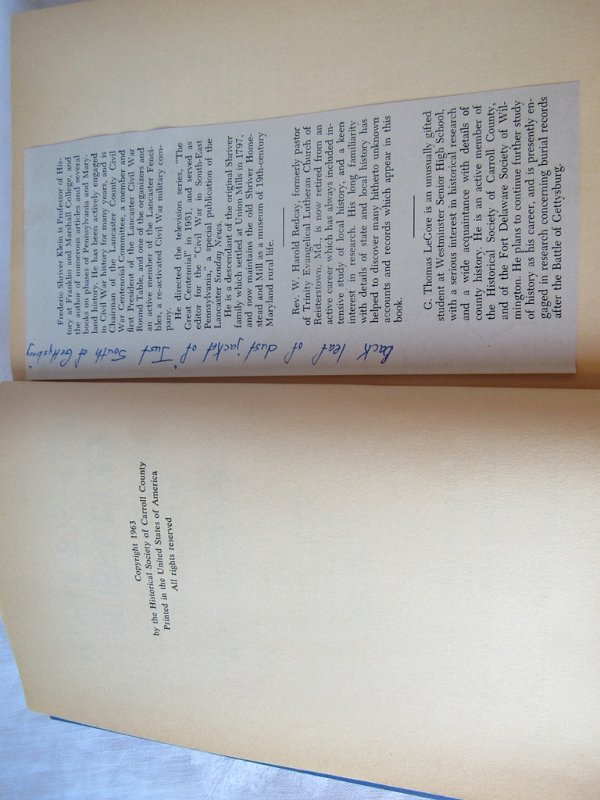 Frederic Shriver Klein is Professor of His-
tory at Franklin and Marshall College, and
the author of numerous articles and several
books on phases of Pennsylvania and Mary-
land history. He has been actively engaged
in Civil War history for many years, and is
Chairman of the Lancaster County Civil
War Centennial Committee, a member and
first President of the Lancaster Civil War
Round Table, and one of the organizers and
an active member of the Lancaster Fenci-
bles, a re-activated Civil War military com-
pany.
He directed the television series, "The
Great Centennial" in 1951, and served as
editor for the "Civil War in South-East
Pennsylvania," a special publication of the
Lancaster Sunday News.
He is a descendant of the original Shriver
family which settled at Union Mills in 1797,
and now maintains the old Shriver Home-
stead and Mill as a museum of 19th-century
Maryland rural life.
Rev. W. Harold Redcay, formerly pastor
of Trinity Evangelical Lutheran Church of
Reisterstown, Md., is now retired from an
active career which has always included in-
tensive study of local history, and a keen
interest in research. His long familiarity
with details of state and local history has
helped to discover many hitherto unknown
accounts and records which appear in this
book.
G. Thomas LeGore is an unusually gifted
student at Westminster Senior High School,
with a serious interest in historical research
and a wide acquaintance with details of
county history. He is an active member of
the Historical Society of Carroll County,
and of the Fort Delaware Society of Wil-
mington. He plans to continue further study
of history as his career, and is presently en-
gaged in research concerning burial records
after the Battle of Gettysburg.
Back leaf of dust jacket of "Just South of Gettysburg"
Copyright 1963
by the Historical Society of Carroll County
Printed in the United States of America
All rights reserved